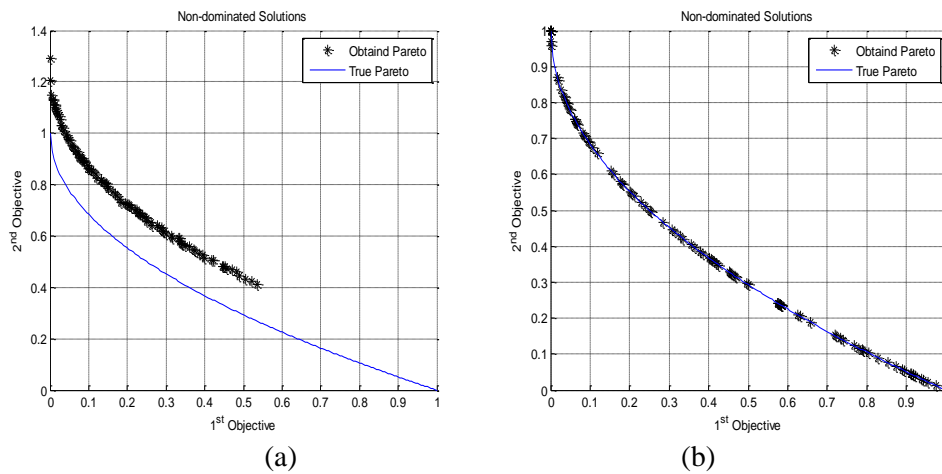 Non-dominated Solutions
Obtaind Pareto
True Pareto
1.4
1.2
1
0.8
0.6
0.4
0.2
0
2nd Objective
0 0.1 0.2 0.3 0.4 0.5 0.6 0.7 0.8 0.9 1
1st Objective
(a)
Non-dominated Solutions
Obtaind Pareto
True Pareto
1
0.9
0.8
0.7
0.6
0.5
0.4
0.3
0.2
0.1
0
2nd Objective
0 0.1 0.2 0.3 0.4 0.5 0.6 0.7 0.8 0.9
1st Objective
(b)